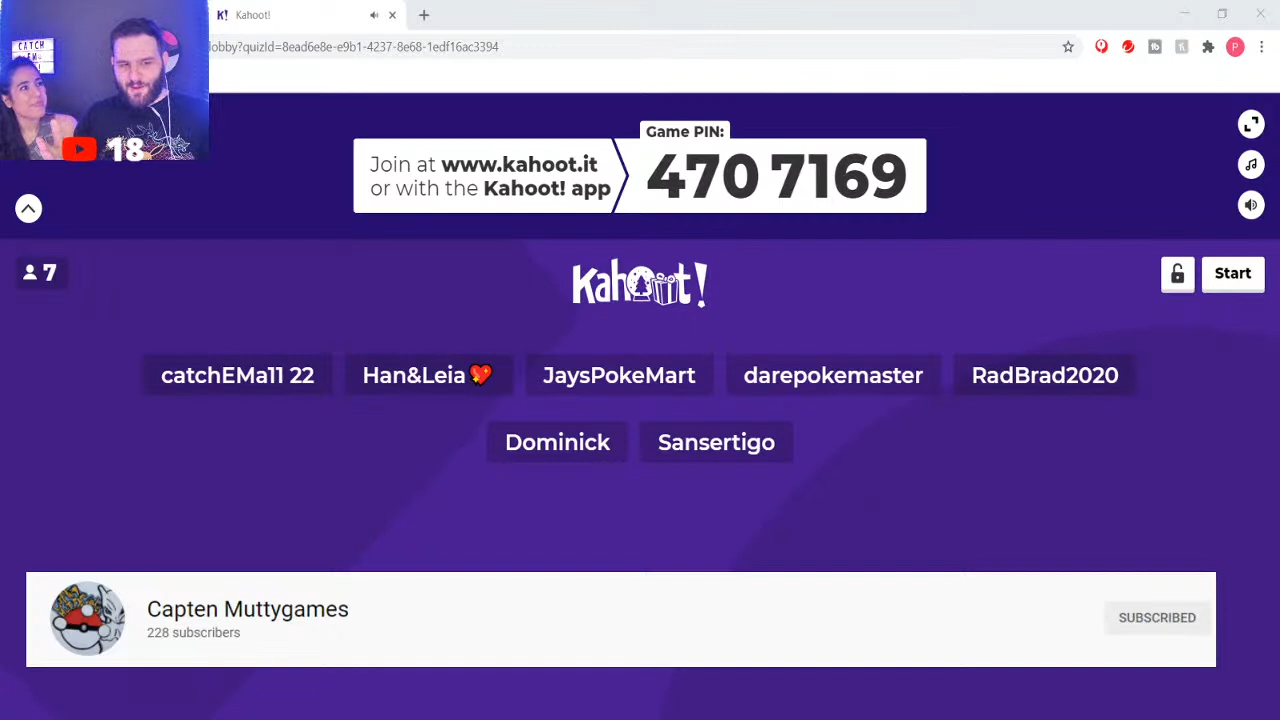 CATCH
EM
Kahoot!
lobby?quizId=8ead6e8e-e9b1-4237-8e68-1edf16ac3394
18
Join at www.kahoot.it
or with the Kahoot! app
Game PIN:
470 7169
7
Kahoot!
Start
catchEMa11 22
Han&Leia💖
JaysPokeMart
darepokemaster
RadBrad2020
Dominick
Sansertigo
Capten Muttygames
228 subscribers
SUBSCRIBED